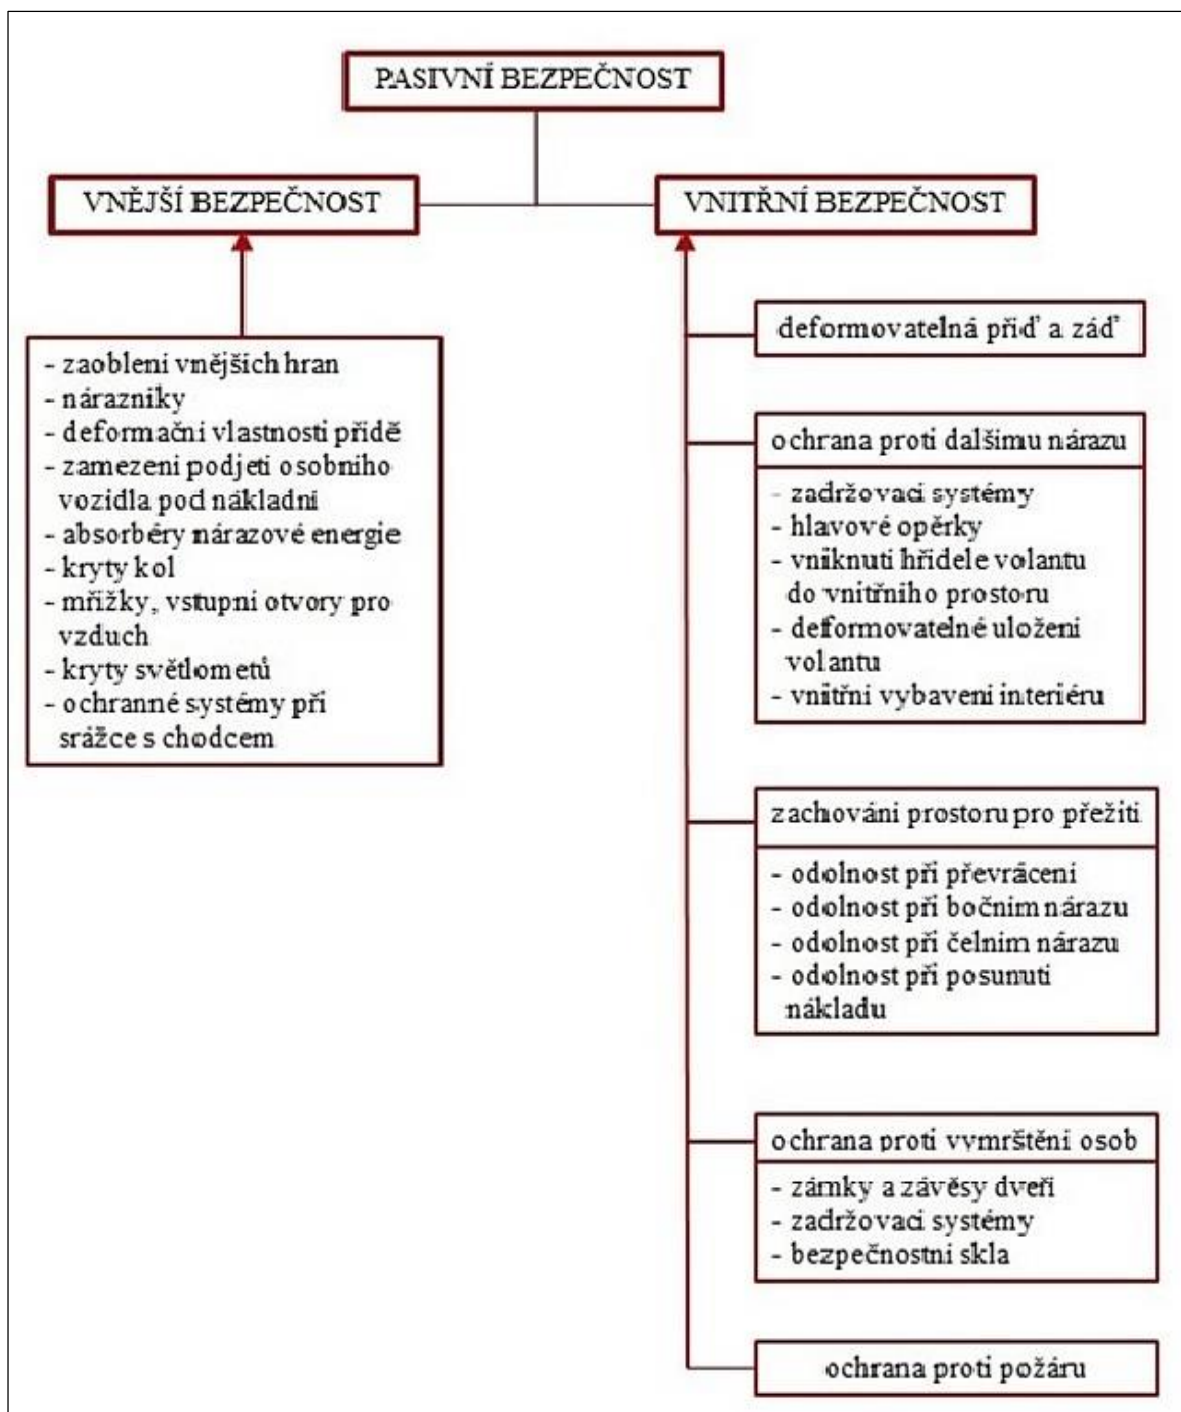 PASIVNÍ BEZPEČNOST
VNĚJŠÍ BEZPEČNOST
- zaoblení vnějších hran
- nárazníky
- deformační vlastnosti přídě
- zamezení podjetí osobního
vozidla pod nákladní
- absorbéry nárazové energie
- kryty kol
- mřížky, vstupní otvory pro
vzduch
- kryty světlometů
- ochranné systémy při
srážce s chodcem
VNITŘNÍ BEZPEČNOST
deformovatelná příď a záď
ochrana proti dalšímu nárazu
- zadržovací systémy
- hlavové opěrky
- vniknutí hřídele volantu
do vnitřního prostoru
- deformovatelné uložení
volantu
- vnitřní vybavení interiéru
zachování prostoru pro přežití
- odolnost při převrácení
- odolnost při bočním nárazu
- odolnost při čelním nárazu
- odolnost při posunutí
nákladu
ochrana proti vymrštění osob
- zámky a závěsy dveří
- zadržovací systémy
- bezpečnostní skla
ochrana proti požáru